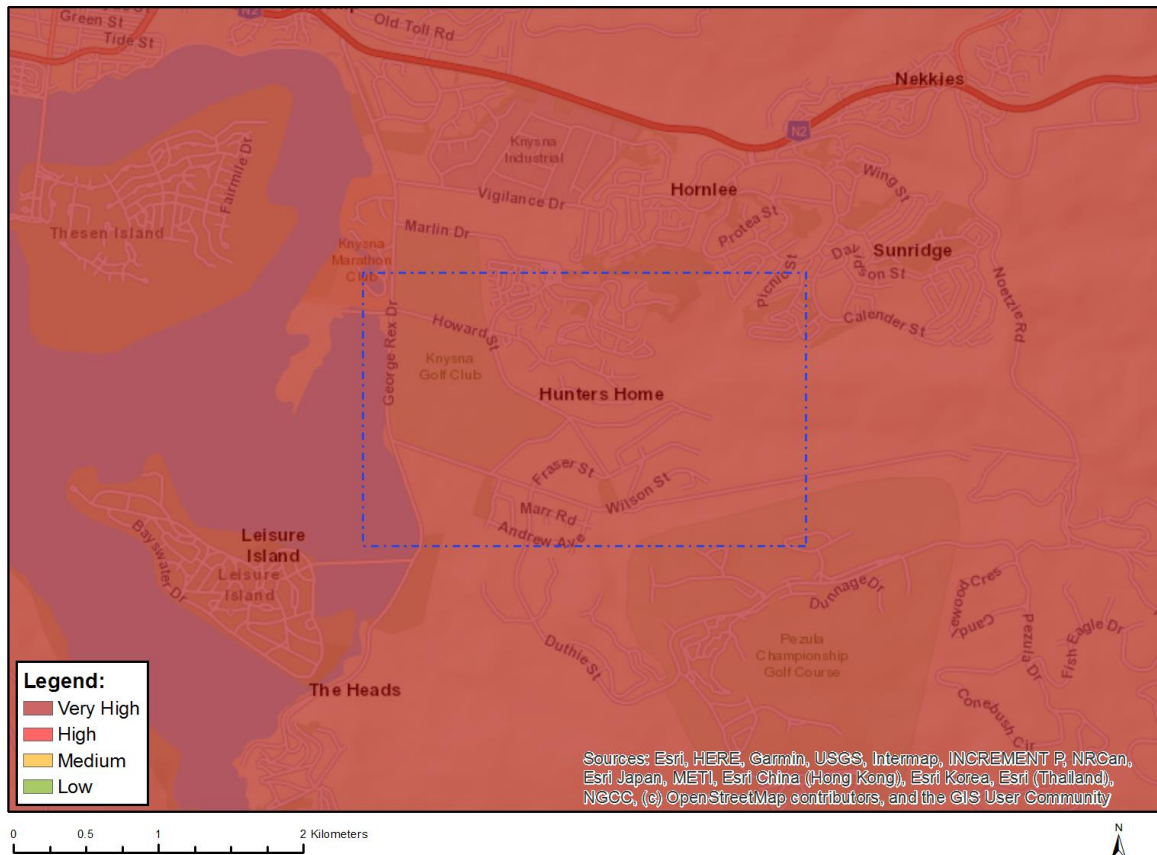 N2
Green St
Tide St
Old Toll Rd
Nekkies
N2
Knysna
Industrial
Hornlee
Wing St
Vigilance Dr
Fairmile Dr
Protea St
Thesen Island
Marlin Dr
Sunridge
Knysna
Marathon
Club
Davidson St
Picnic St
Noetzie Rd
George Rex Dr
Howard St
Calender St
Knysna
Golf Club
Hunters Home
Fraser St
Wilson St
Marr Rd
Andrew Ave
Leisure
Island
Leisure
Island
Bayswater Dr
Dunnage Dr
Candlewood Cres
Duthie St
Pezula
Championship
Golf Course
Pezula Dr
Fish Eagle Dr
The Heads
Conebush Cir
Legend:
Very High
High
Medium
Low
Sources: Esri, HERE, Garmin, USGS, Intermap, INCREMENT P, NRCan,
Esri Japan, METI, Esri China (Hong Kong), Esri Korea, Esri (Thailand),
NGCC, (c) OpenStreetMap contributors, and the GIS User Community
0 0.5 1 2 Kilometers
N